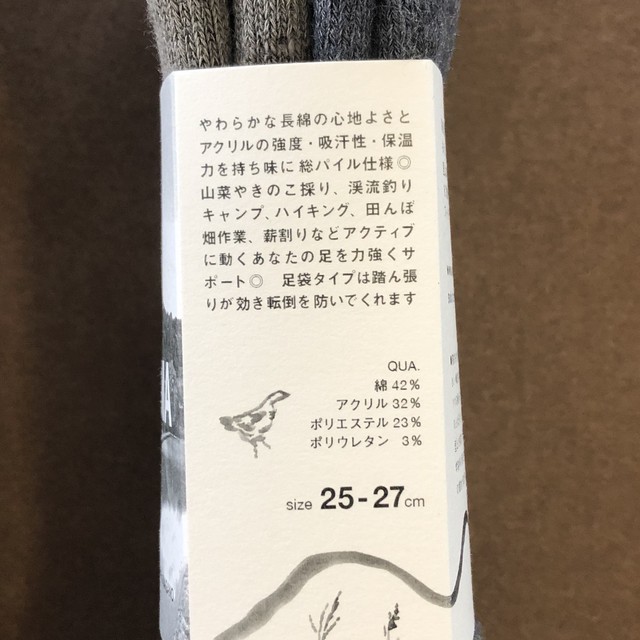 やわらかな長綿の心地よさと
アクリルの強度・吸汗性・保温
力を持ち味に総パイル仕様◎
山菜やきのこ採り、渓流釣り
キャンプ、ハイキング、田んぼ
畑作業、薪割りなどアクティブ
に動くあなたの足を力強くサ
ポート◎　足袋タイプは踏ん張
りが効き転倒を防いでくれます
QUA.
綿 42%
アクリル 32%
ポリエステル 23%
ポリウレタン 3%
size 25-27cm